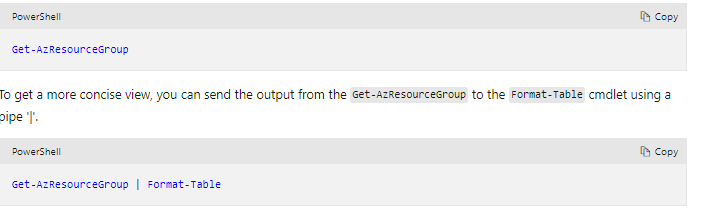 PowerShell Copy
Get-AzResourceGroup
To get a more concise view, you can send the output from the Get-AzResourceGroup to the Format-Table cmdlet using a
pipe '|'.
PowerShell Copy
Get-AzResourceGroup | Format-Table